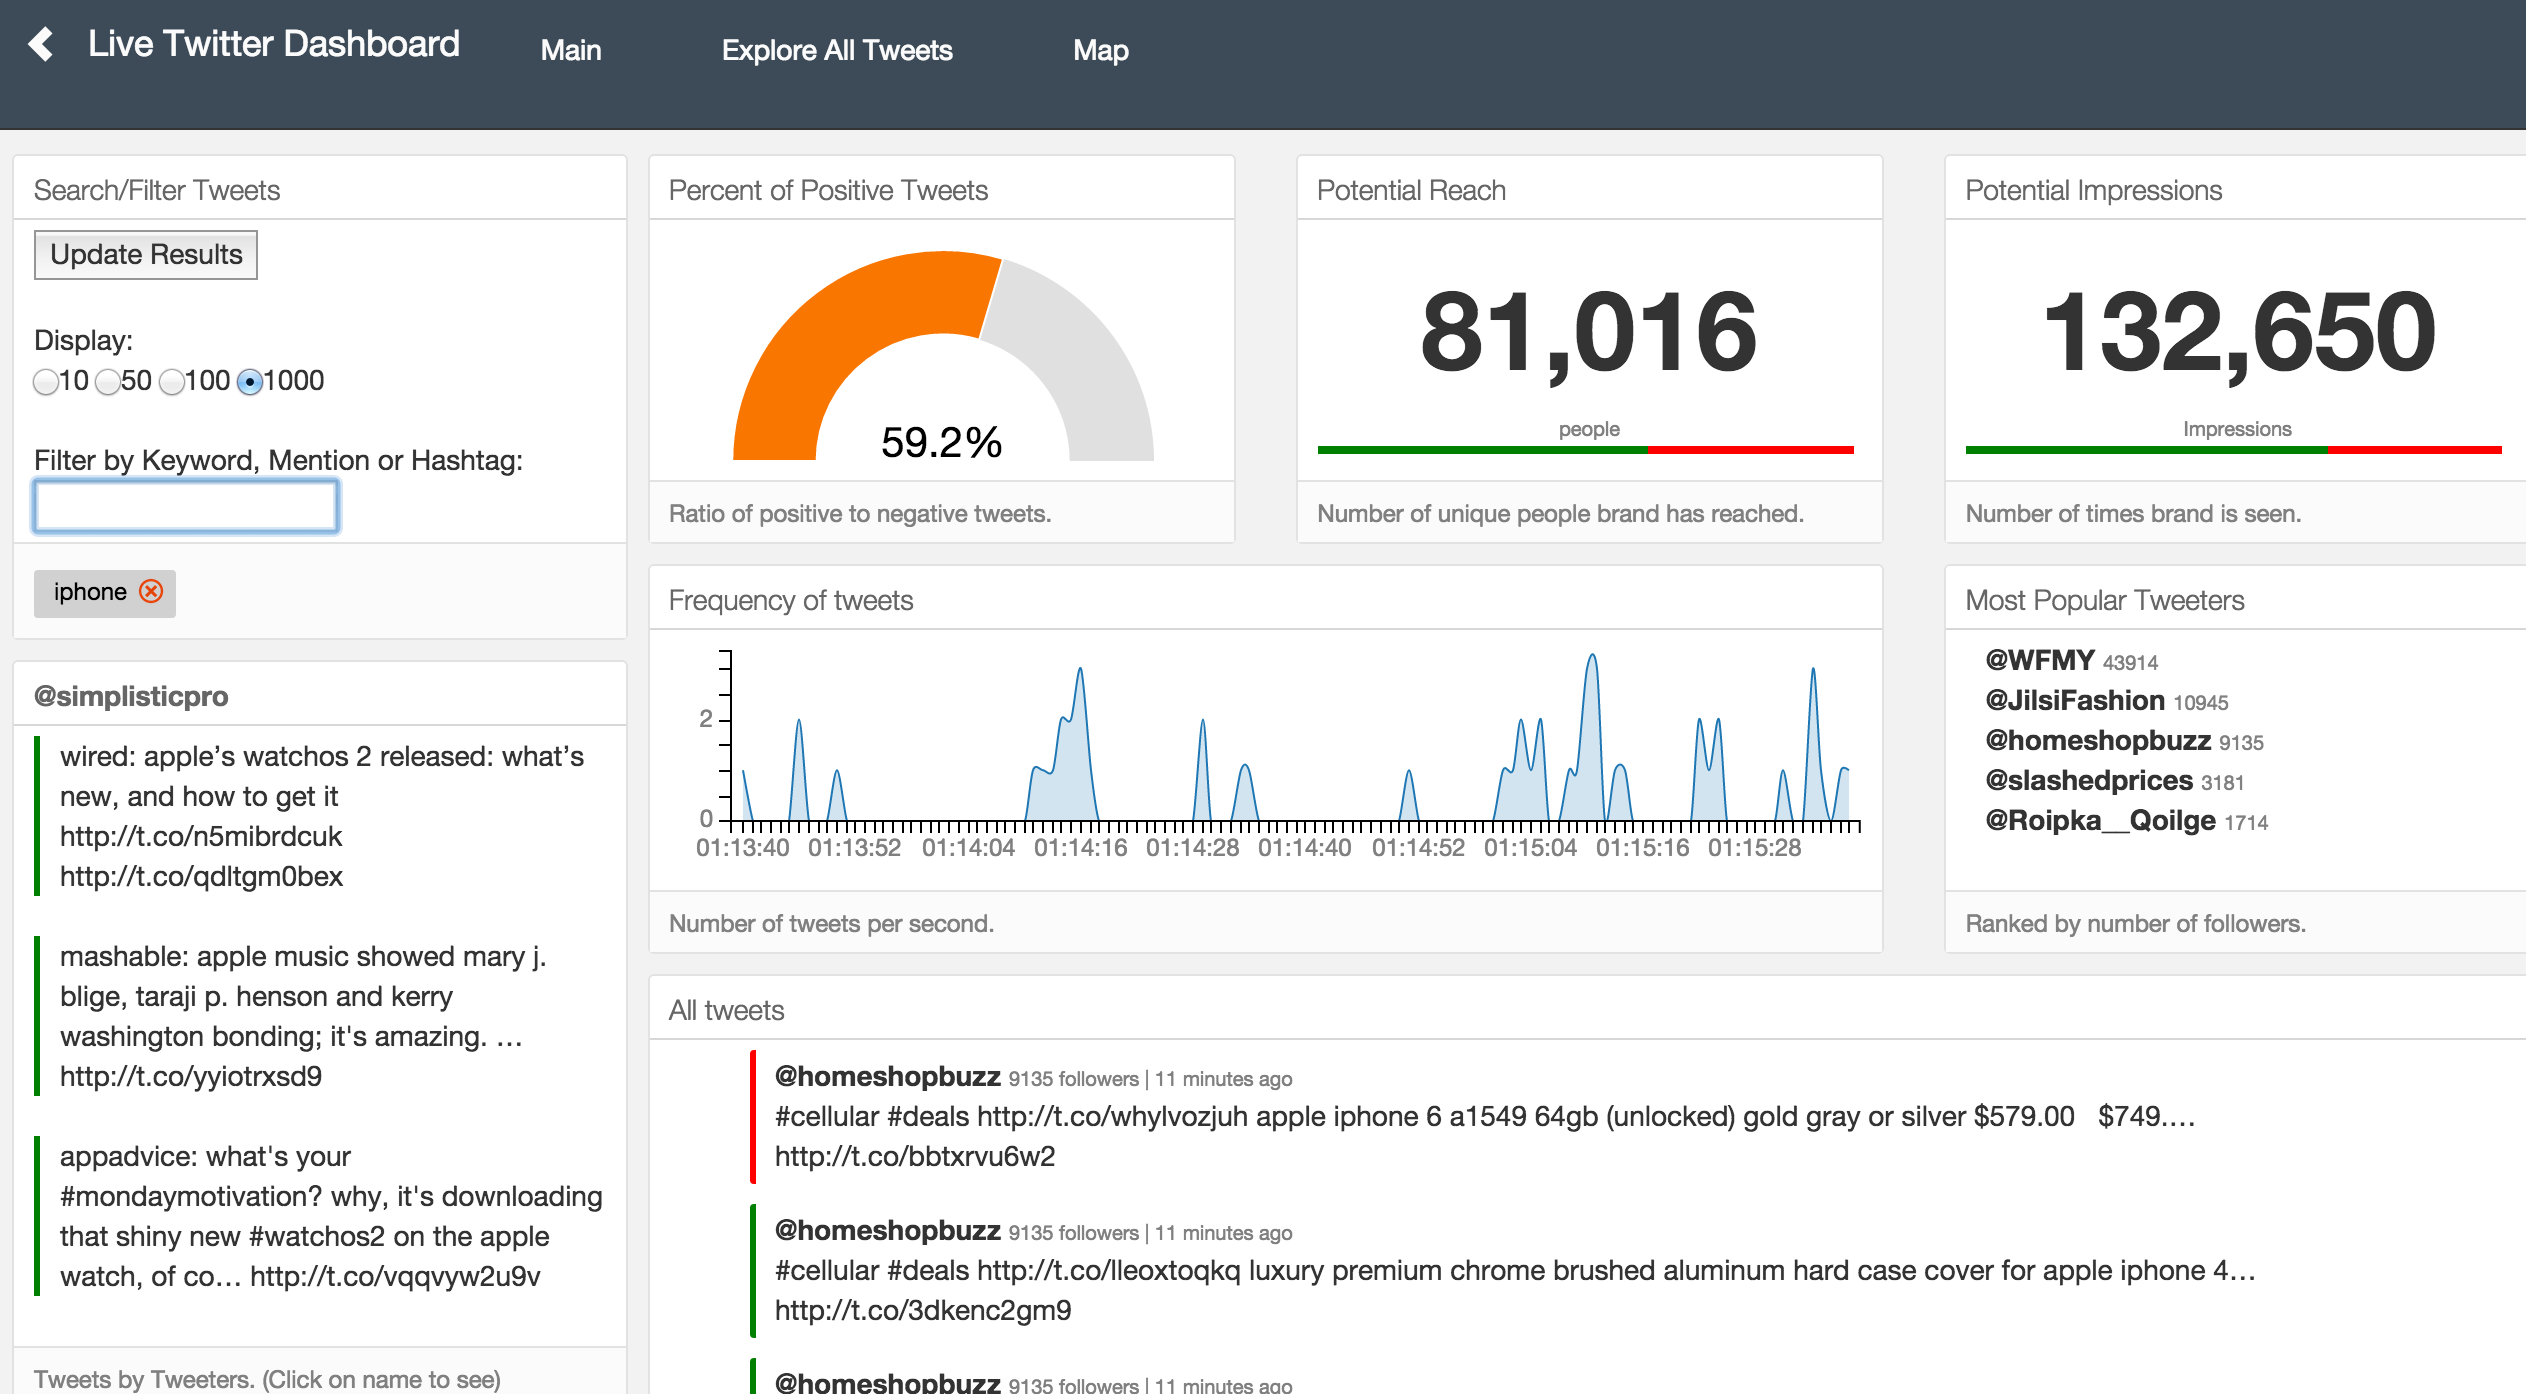 Live Twitter Dashboard
Main
Explore All Tweets
Map
Search/Filter Tweets
Update Results
Display:
10 50 100 1000
Filter by Keyword, Mention or Hashtag:
iphone
@simplisticpro
wired: apple’s watchos 2 released: what’s
new, and how to get it
http://t.co/n5mibrdcuk
http://t.co/qdltgm0bex
mashable: apple music showed mary j.
blige, taraji p. henson and kerry
washington bonding; it's amazing. …
http://t.co/yyiotrxsd9
appadvice: what's your
#mondaymotivation? why, it's downloading
that shiny new #watchos2 on the apple
watch, of co… http://t.co/vqqvyw2u9v
Tweets by Tweeters. (Click on name to see)
Percent of Positive Tweets
59.2%
Ratio of positive to negative tweets.
Potential Reach
81,016
people
Number of unique people brand has reached.
Potential Impressions
132,650
Impressions
Number of times brand is seen.
Frequency of tweets
2
0
01:13:40 01:13:52 01:14:04 01:14:16 01:14:28 01:14:40 01:14:52 01:15:04 01:15:16 01:15:28
Number of tweets per second.
Most Popular Tweeters
@WFMY 43914
@JilsiFashion 10945
@homeshopbuzz 9135
@slashedprices 3181
@Roipka__Qoilge 1714
Ranked by number of followers.
All tweets
@homeshopbuzz 9135 followers | 11 minutes ago
#cellular #deals http://t.co/whylvozjuh apple iphone 6 a1549 64gb (unlocked) gold gray or silver $579.00 $749....
http://t.co/bbtxrvu6w2
@homeshopbuzz 9135 followers | 11 minutes ago
#cellular #deals http://t.co/lleoxtoqkq luxury premium chrome brushed aluminum hard case cover for apple iphone 4…
http://t.co/3dkenc2gm9
@homeshopbuzz 9135 followers | 11 minutes ago